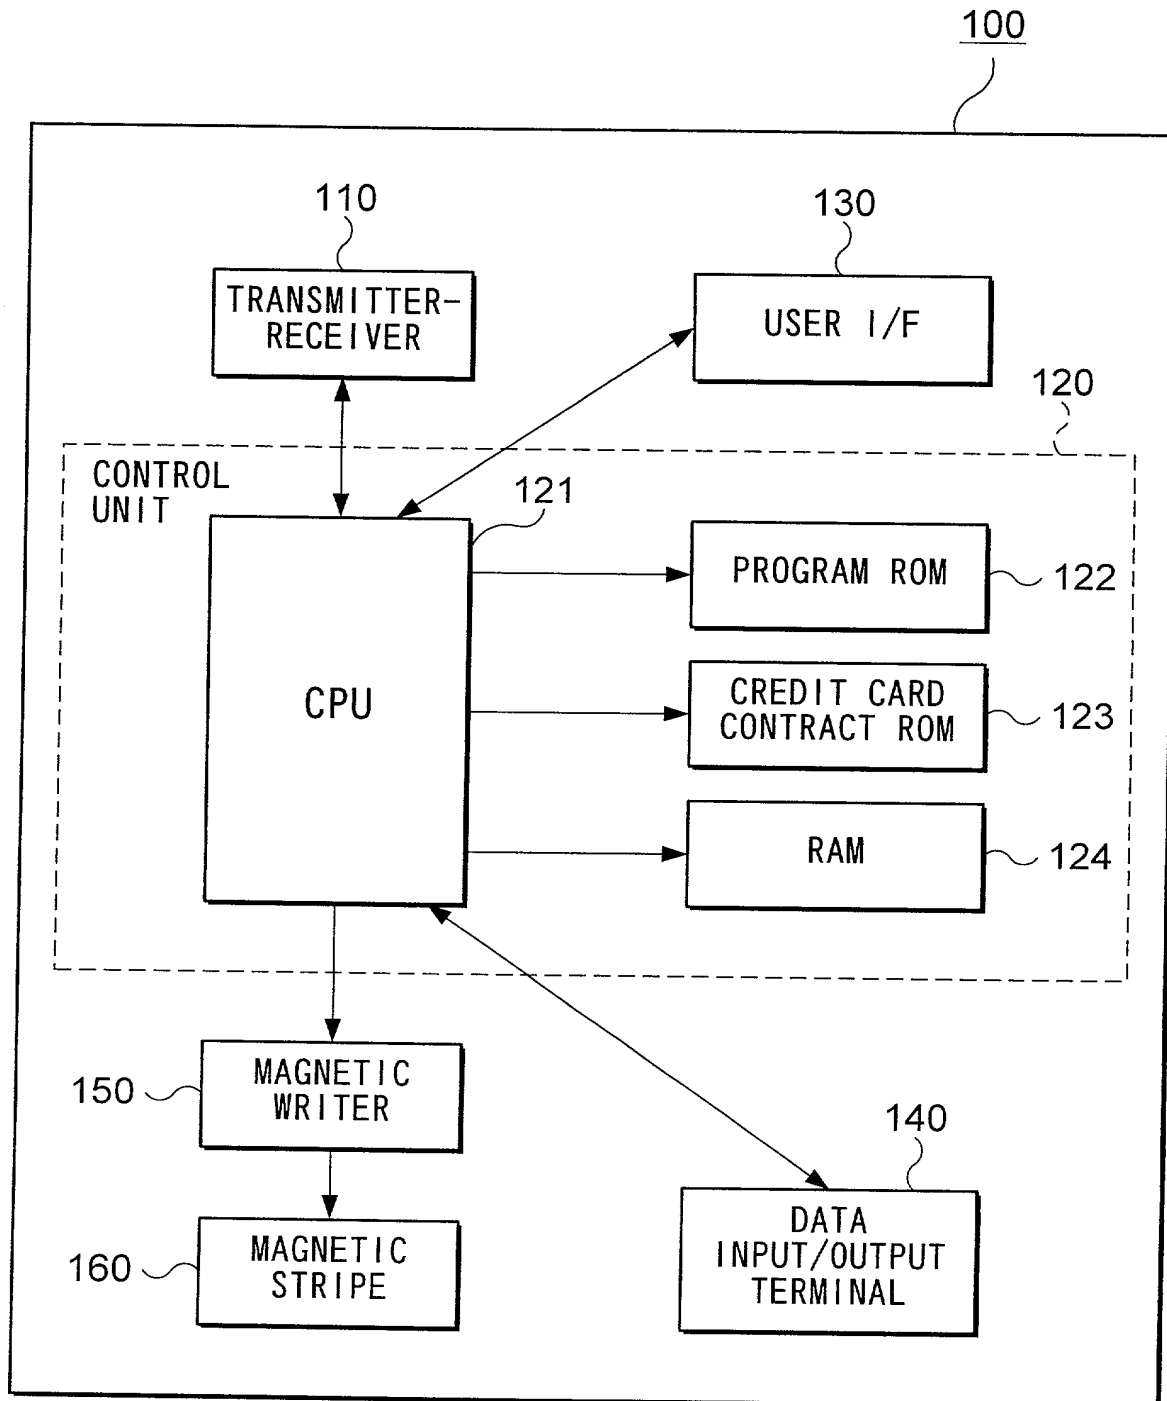 100
110
130
TRANSMITTER-
RECEIVER
USER I/F
120
CONTROL
UNIT
121
CPU
PROGRAM ROM
122
CREDIT CARD
CONTRACT ROM
123
RAM
124
150
MAGNETIC
WRITER
140
160
MAGNETIC
STRIPE
DATA
INPUT/OUTPUT
TERMINAL